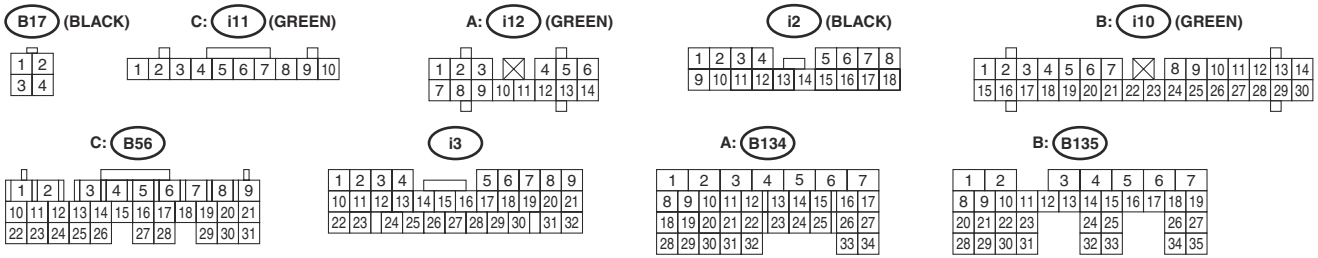 B17 (BLACK) C: i11 (GREEN) A: i12 (GREEN) i2 (BLACK) B: i10 (GREEN)
1 2
3 4
1 2 3 4 5 6 7 8 9 10
1 2 3 4 5 6
7 8 9 10 11 12 13 14
1 2 3 4 5 6 7 8
9 10 11 12 13 14 15 16 17 18
1 2 3 4 5 6 7 8 9 10 11 12 13 14
15 16 17 18 19 20 21 22 23 24 25 26 27 28 29 30
C: B56 i3 A: B134 B: B135
1 2 3 4 5 6 7 8 9
10 11 12 13 14 15 16 17 18 19 20 21
22 23 24 25 26 27 28 29 30 31
1 2 3 4 5 6 7 8 9
10 11 12 13 14 15 16 17 18 19 20 21
22 23 24 25 26 27 28 29 30 31 32
1 2 3 4 5 6 7
8 9 10 11 12 13 14 15 16 17
18 19 20 21 22 23 24 25 26 27
28 29 30 31 32 33 34
1 2 3 4 5 6 7
8 9 10 11 12 13 14 15 16 17 18 19
20 21 22 23 24 25 26 27
28 29 30 31 32 33 34 35